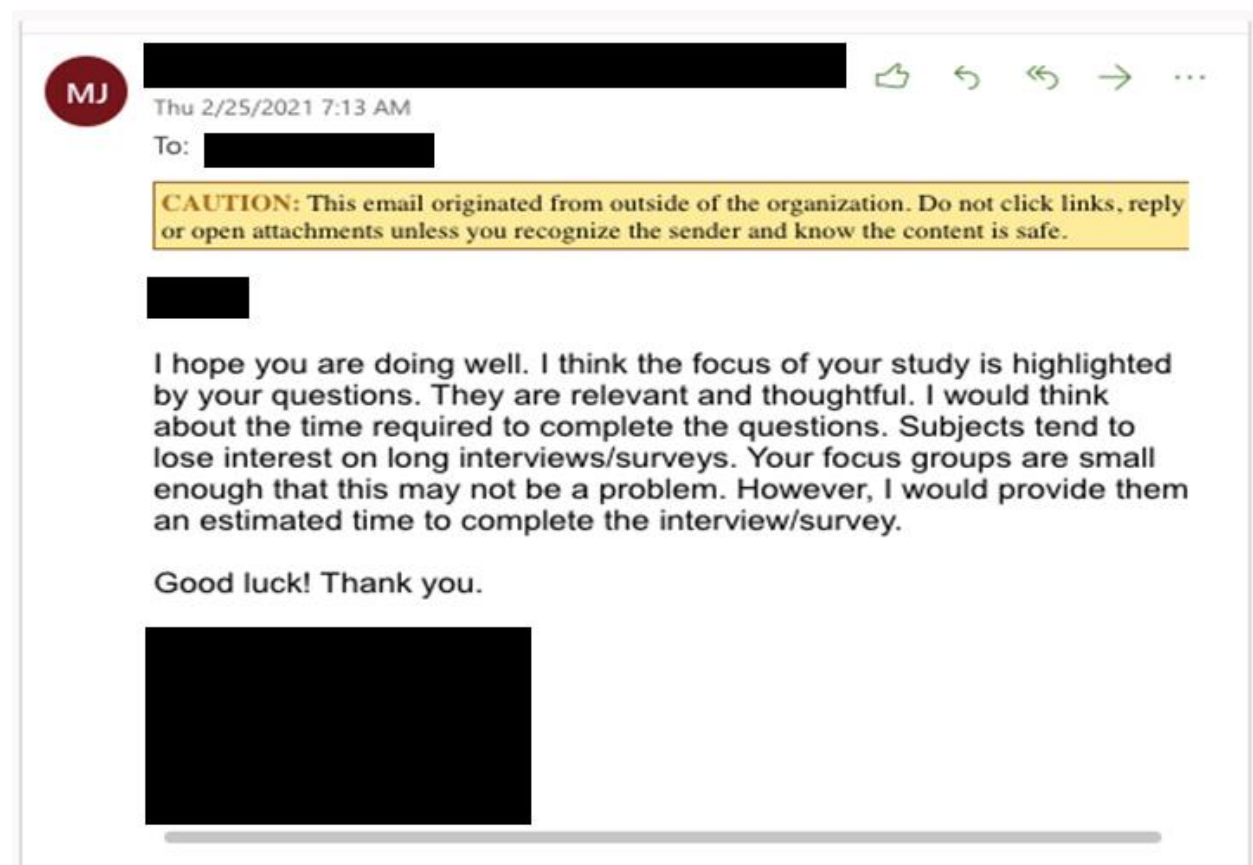 MJ
Thu 2/25/2021 7:13 AM
To:
CAUTION: This email originated from outside of the organization. Do not click links, reply
or open attachments unless you recognize the sender and know the content is safe.
I hope you are doing well. I think the focus of your study is highlighted
by your questions. They are relevant and thoughtful. I would think
about the time required to complete the questions. Subjects tend to
lose interest on long interviews/surveys. Your focus groups are small
enough that this may not be a problem. However, I would provide them
an estimated time to complete the interview/survey.
Good luck! Thank you.